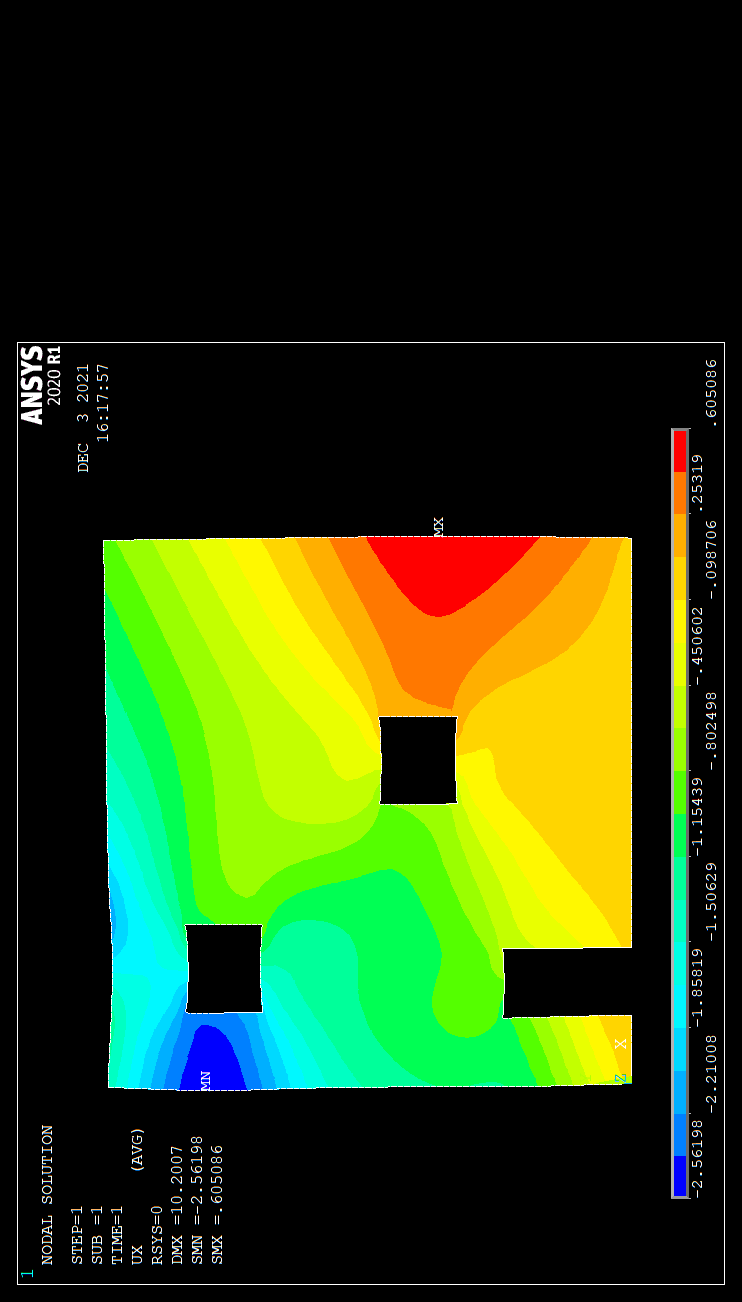 1
NODAL SOLUTION
STEP=1
SUB =1
TIME=1
UX (AVG)
RSYS=0
DMX =10.2007
SMN =-2.56198
SMX =.605086
ANSYS
2020 R1
DEC 3 2021
16:17:57
MN
MX
Z X
-2.56198
-2.21008
-1.85819
-1.50629
-1.15439
-.802498
-.450602
-.098706
.25319
.605086